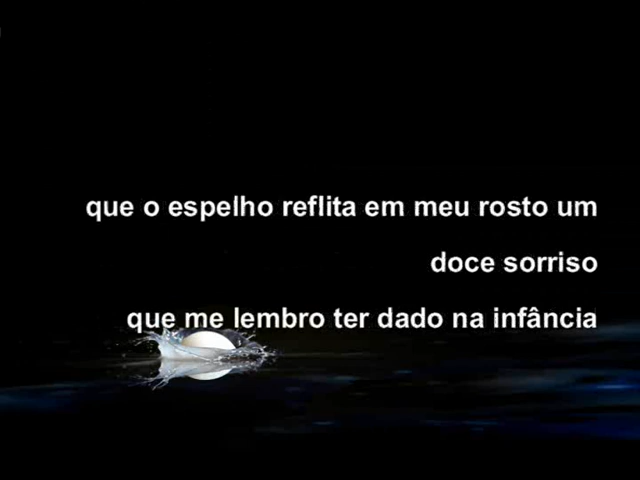 que o espelho reflita em meu rosto um
doce sorriso
que me lembro ter dado na infância